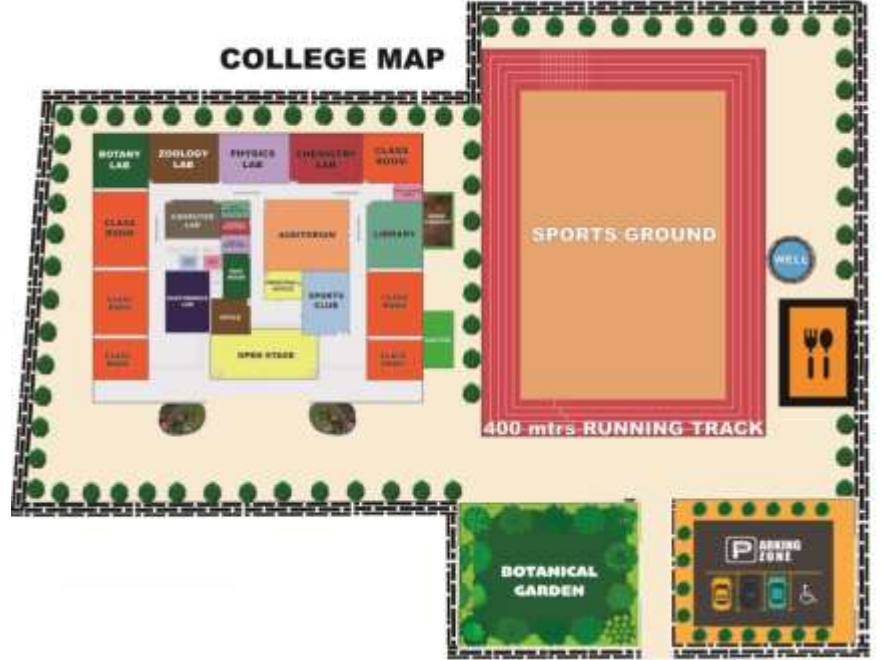 COLLEGE MAP
BOTANY
LAB
ZOOLOGY
LAB
PHYSICS
LAB
CHEMISTRY
LAB
CLASS
ROOM
CLASS
ROOM
COMPUTER
LAB
AUDITORIUM
LIBRARY
SPORTS GROUND
WELL
CLASS
ROOM
LAB
OFFICE
SPORTS
CLUB
CLASS
ROOM
CLASS
ROOM
OPEN STAGE
CLASS
ROOM
400 mtrs RUNNING TRACK
BOTANICAL
GARDEN
PARKING
ZONE